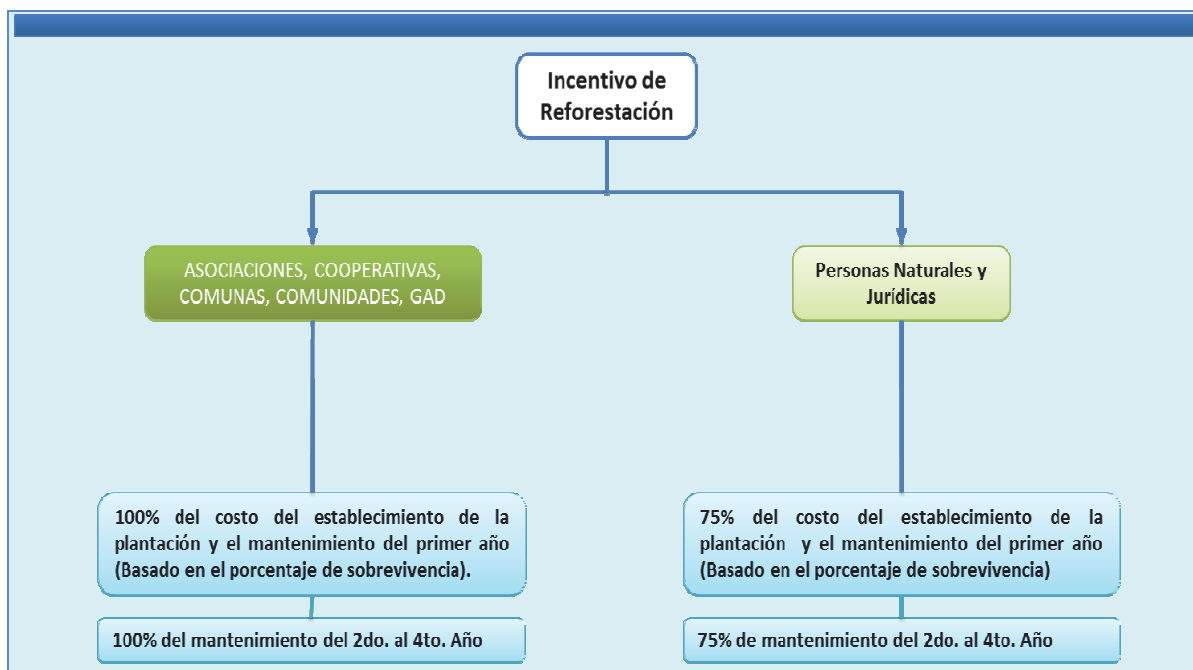 Incentivo de
Reforestación
ASOCIACIONES, COOPERATIVAS,
COMUNAS, COMUNIDADES, GAD
Personas Naturales y
Jurídicas
100% del costo del establecimiento de la
plantación y el mantenimiento del primer año
(Basado en el porcentaje de sobrevivencia).
75% del costo del establecimiento de la
plantación y el mantenimiento del primer año
(Basado en el porcentaje de sobrevivencia)
100% del mantenimiento del 2do. al 4to. Año
75% de mantenimiento del 2do. al 4to. Año